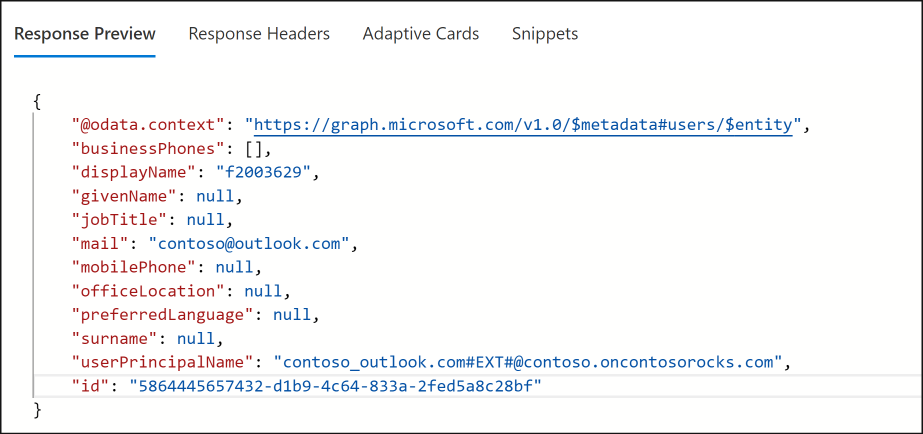 Response Preview Response Headers Adaptive Cards Snippets
{
"@odata.context": "https://graph.microsoft.com/v1.0/$metadata#users/$entity",
"businessPhones": [],
"displayName": "f2003629",
"givenName": null,
"jobTitle": null,
"mail": "contoso@outlook.com",
"mobilePhone": null,
"officeLocation": null,
"preferredLanguage": null,
"surname": null,
"userPrincipalName": "contoso_outlook.com#EXT#@contoso.oncontosorocks.com",
"id": "5864445657432-d1b9-4c64-833a-2fed5a8c28bf"
}